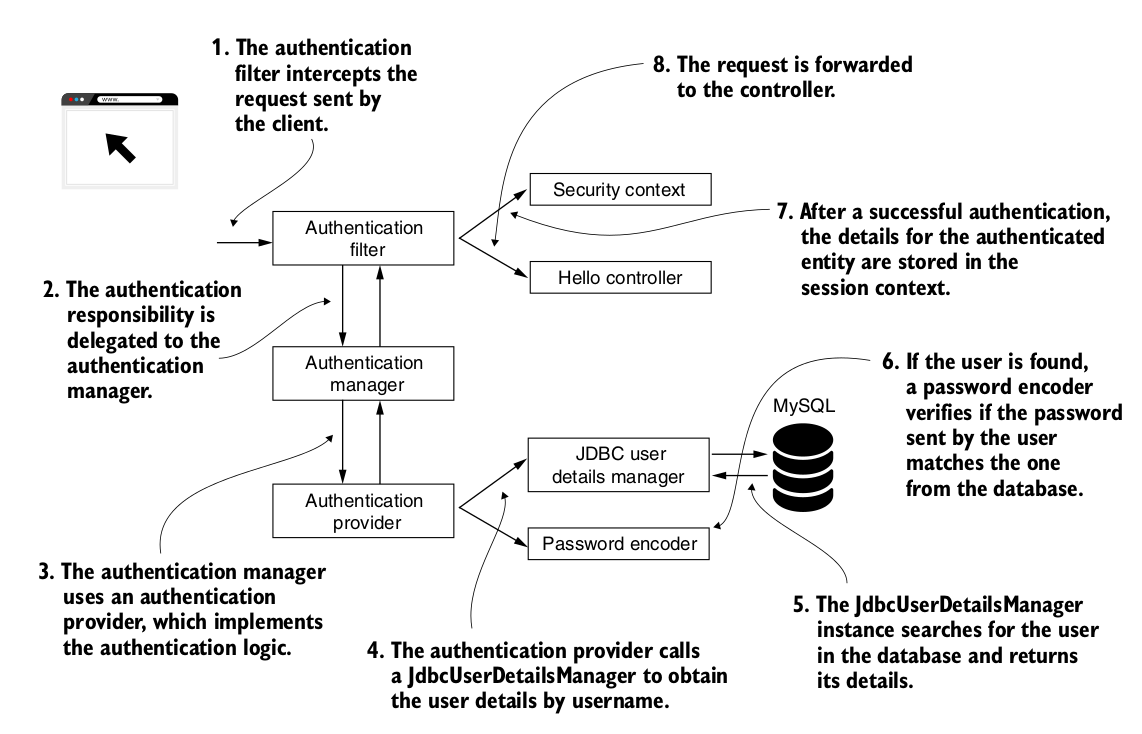 1. The authentication
filter intercepts the
request sent by
the client.
8. The request is forwarded
to the controller.
www.
Security context
7. After a successful authentication,
the details for the authenticated
entity are stored in the
session context.
Authentication
filter
Hello controller
2. The authentication
responsibility is
delegated to the
authentication
manager.
Authentication
manager
6. If the user is found,
a password encoder
verifies if the password
sent by the user
matches the one
from the database.
MySQL
JDBC user
details manager
Authentication
provider
Password encoder
3. The authentication manager
uses an authentication
provider, which implements
the authentication logic.
4. The authentication provider calls
a JdbcUserDetailsManager to obtain
the user details by username.
5. The JdbcUserDetailsManager
instance searches for the user
in the database and returns
its details.